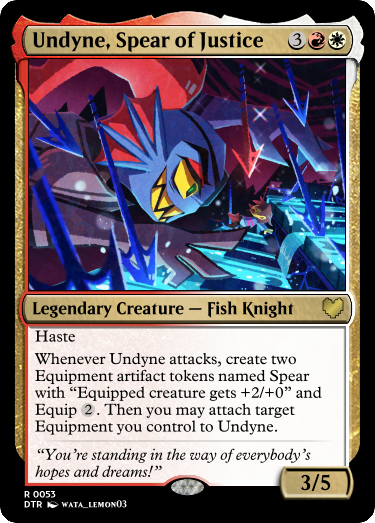 Undyne, Spear of Justice 3
Legendary Creature — Fish Knight
Haste
Whenever Undyne attacks, create two
Equipment artifact tokens named Spear
with “Equipped creature gets +2/+0” and
Equip 2. Then you may attach target
Equipment you control to Undyne.
“You’re standing in the way of everybody’s
hopes and dreams!”
3/5
R 0053
DTR WATA_LEMON03